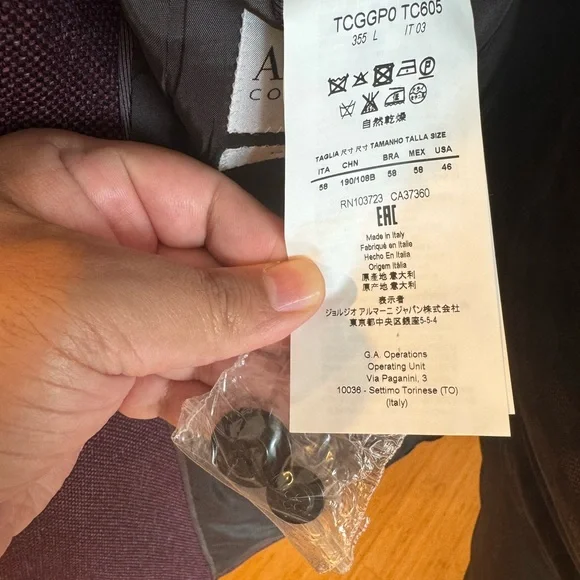 TCGGP0 TC605
355 L IT 03
自然乾燥
TAGLIA 尺寸 尺寸 TAMANHO TALLA SIZE
ITA CHN BRA MEX USA
58 190/108B 58 58 46
RN103723 CA37360
EAC
Made in Italy
Fabriqué en Italie
Hecho En Italia
Origem Itália
原產地 意大利
原产地 意大利
表示者
ジョルジオ アルマーニ ジャパン株式会社
東京都中央区銀座5-5-4
G.A. Operations
Operating Unit
Via Paganini, 3
10036 - Settimo Torinese (TO)
(Italy)
A
CO